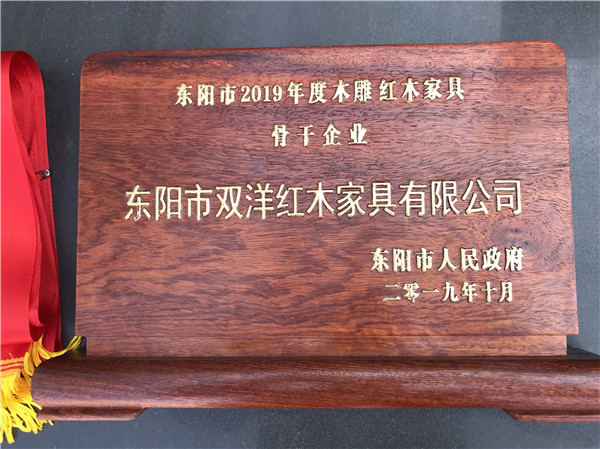 东阳市2019年度木雕红木家具
骨干企业
东阳市双洋红木家具有限公司
东阳市人民政府
二零一九年十月